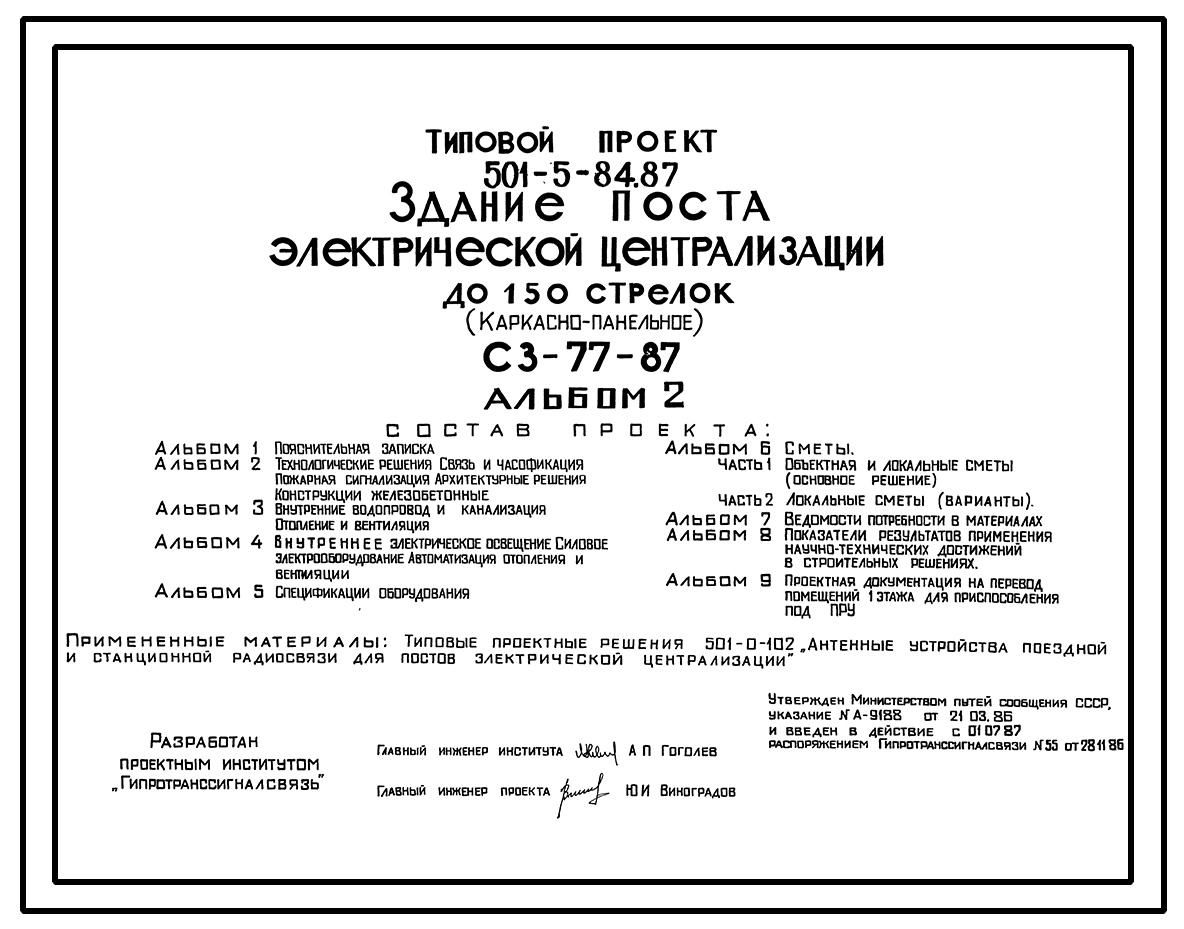 Типовой проект
501-5-84.87
Здание поста
электрической централизации
до 150 стрелок
(Каркасно-панельное)
СЗ-77-87
Альбом 2
Состав проекта:
Альбом 1 Пояснительная записка
Альбом 2 Технологические решения Связь и часофикация
Пожарная сигнализация Архитектурные решения
Конструкции железобетонные
Альбом 3 Внутренние водопровод и канализация
Отопление и вентиляция
Альбом 4 Внутреннее электрическое освещение Силовое
электрооборудование Автоматизация отопления и
вентиляции
Альбом 5 Спецификации оборудования
Альбом 6 Сметы.
Часть 1 Объектная и локальные сметы
(основное решение)
Часть 2 Локальные сметы (варианты).
Альбом 7 Ведомости потребности в материалах
Альбом 8 Показатели результатов применения
научно-технических достижений
в строительных решениях.
Альбом 9 Проектная документация на перевод
помещений 1 этажа для приспособления
под ПРУ
Примененные материалы: Типовые проектные решения 501-0-102 „Антенные устройства поездной
и станционной радиосвязи для постов электрической централизации"
Утвержден Министерством путей сообщения СССР,
указание № А-9188 от 21 03.86
и введен в действие с 01 07 87
распоряжением Гипротранссигналсвязи № 55 от 28 11 86
Разработан
проектным институтом
„Гипротранссигналсвязь"
Главный инженер института А П Гоголев
Главный инженер проекта Ю И Виноградов